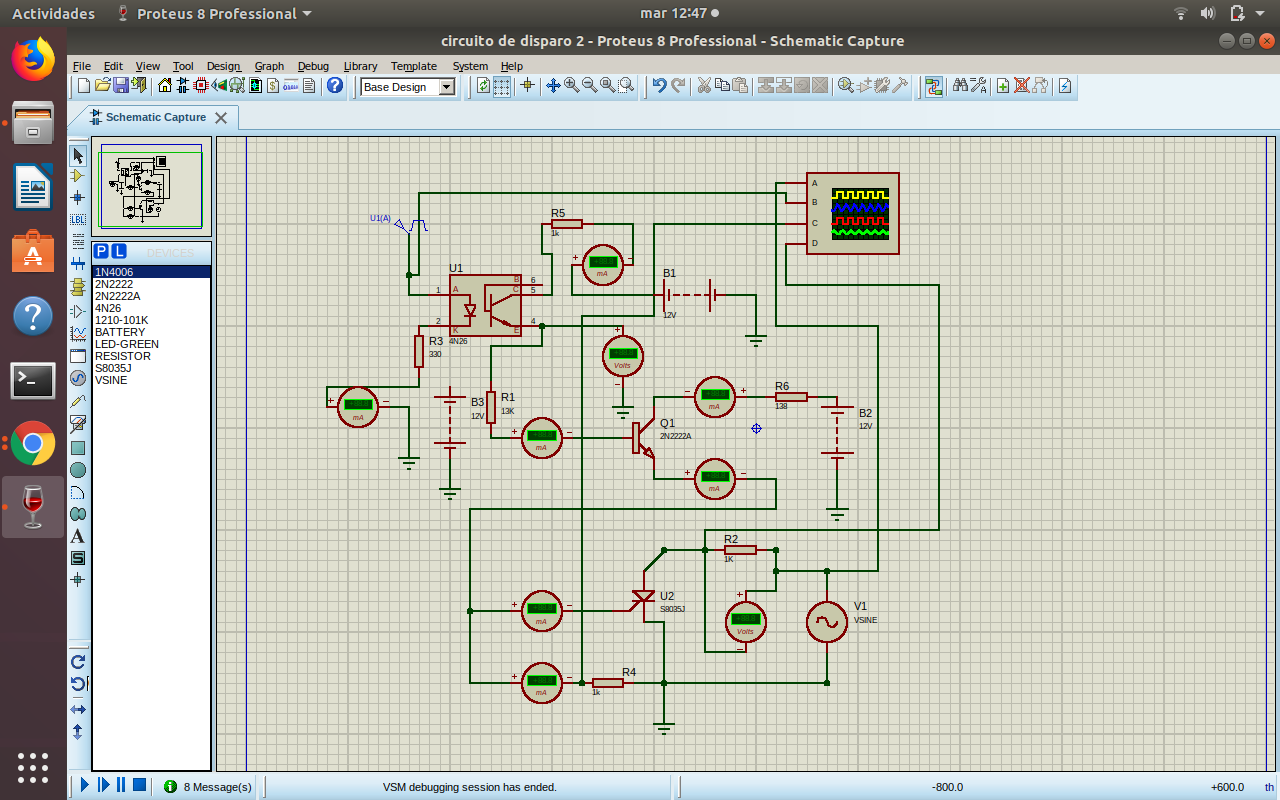 Actividades Proteus 8 Professional mar 12:47
circuito de disparo 2 - Proteus 8 Professional - Schematic Capture
File Edit View Tool Design Graph Debug Library Template System Help
Base Design
Schematic Capture
P L DEVICES
1N4006
2N2222
2N2222A
4N26
1210-101K
BATTERY
LED-GREEN
RESISTOR
S8035J
VSINE
LBL
A
S
U1(A)
A
B
C
D
R5
1k
mA
U1
4N26
1
2
6
5
4
A
K
B
C
E
B1
12V
R3
330
Volts
mA
B3
12V
R1
13K
mA
mA
R6
138
B2
12V
Q1
2N2222A
mA
R2
1K
U2
S8035J
mA
Volts
V1
VSINE
mA
R4
1k
8 Message(s) VSM debugging session has ended. -800.0 +600.0 th